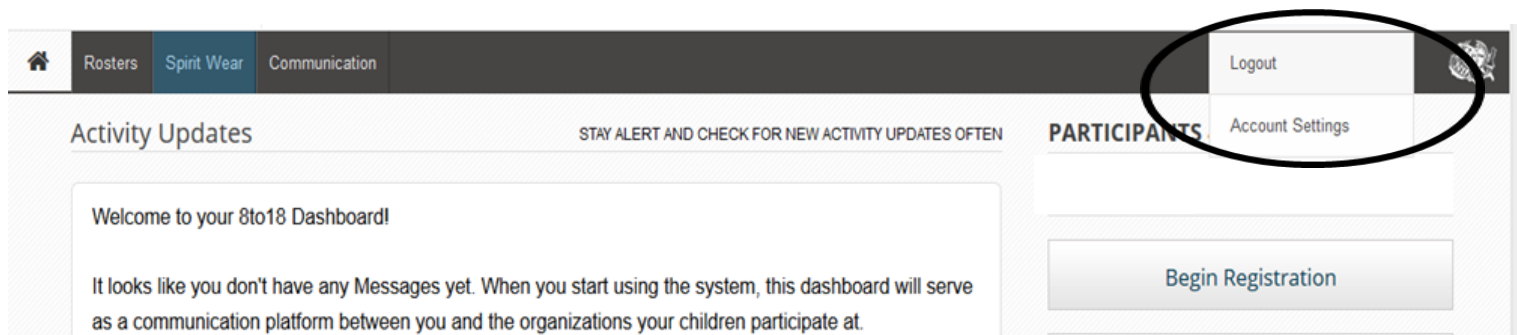 Rosters Spirit Wear Communication
Logout
Account Settings
Activity Updates
STAY ALERT AND CHECK FOR NEW ACTIVITY UPDATES OFTEN
PARTICIPANTS
Welcome to your 8to18 Dashboard!
It looks like you don't have any Messages yet. When you start using the system, this dashboard will serve
as a communication platform between you and the organizations your children participate at.
Begin Registration